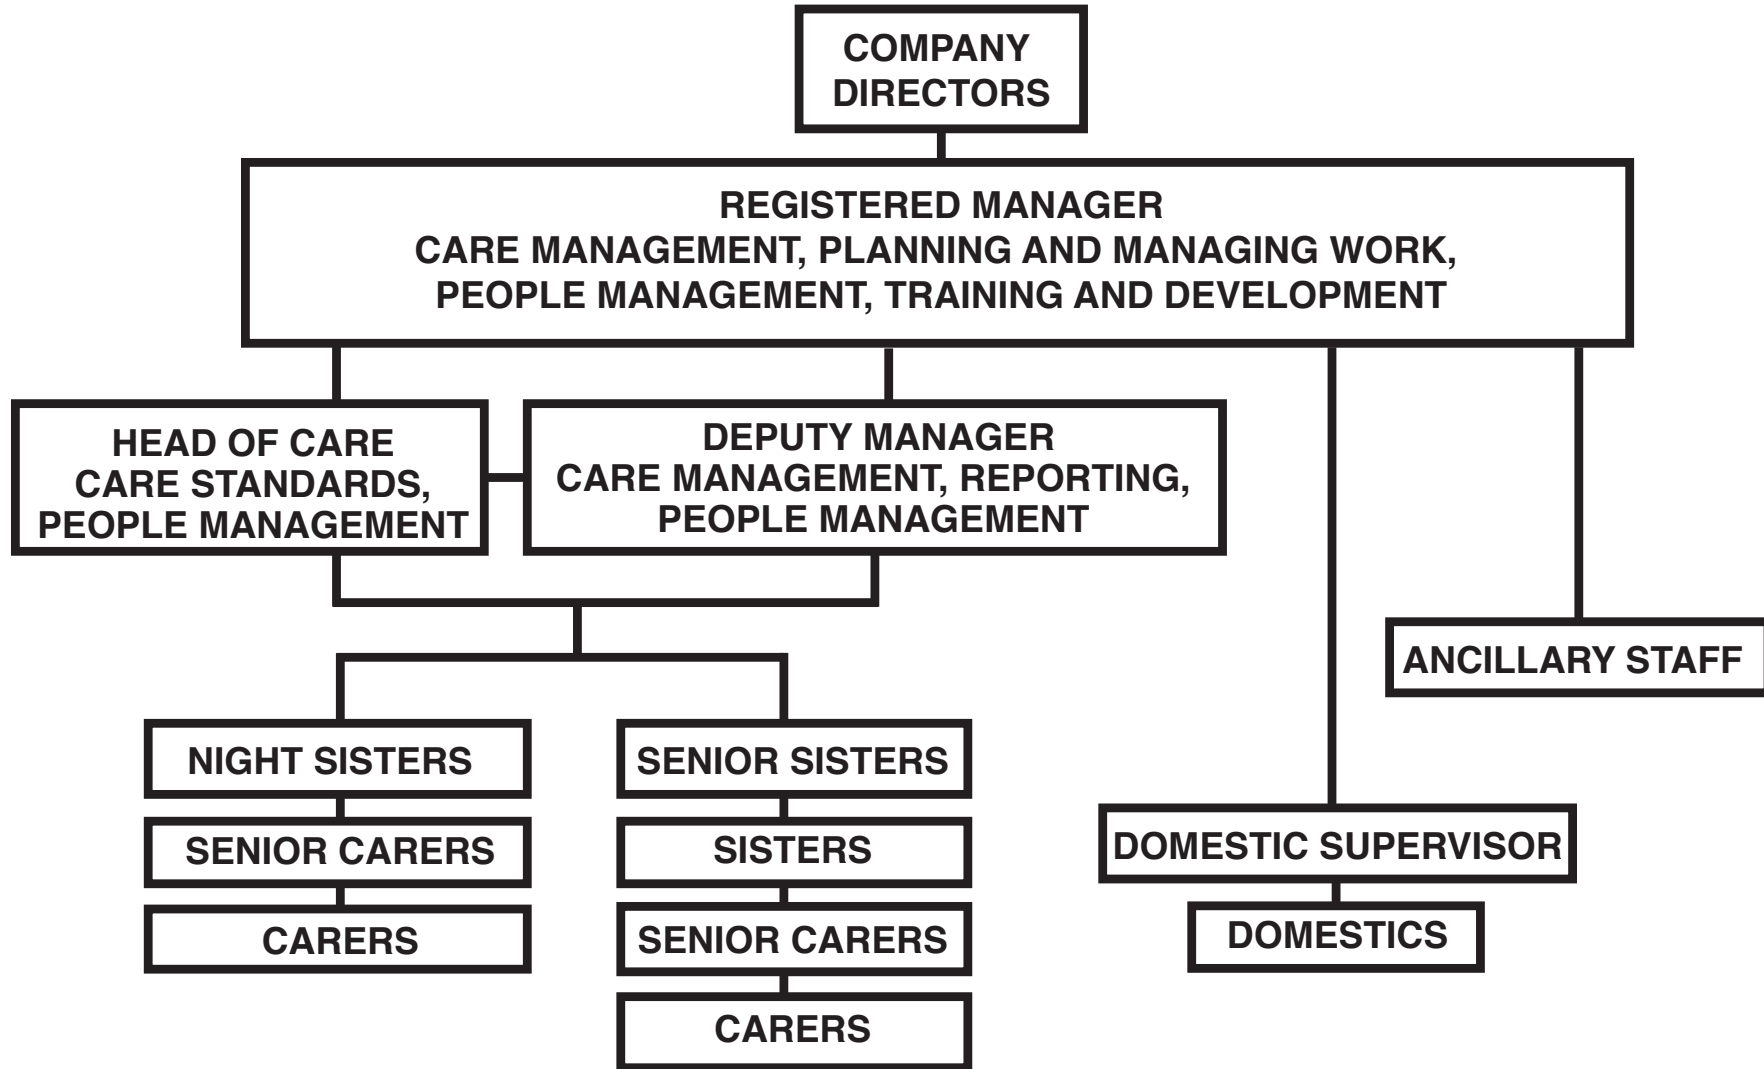 COMPANY
DIRECTORS
REGISTERED MANAGER
CARE MANAGEMENT, PLANNING AND MANAGING WORK,
PEOPLE MANAGEMENT, TRAINING AND DEVELOPMENT
HEAD OF CARE
CARE STANDARDS,
PEOPLE MANAGEMENT
DEPUTY MANAGER
CARE MANAGEMENT, REPORTING,
PEOPLE MANAGEMENT
ANCILLARY STAFF
NIGHT SISTERS
SENIOR CARERS
CARERS
SENIOR SISTERS
SISTERS
SENIOR CARERS
CARERS
DOMESTIC SUPERVISOR
DOMESTICS